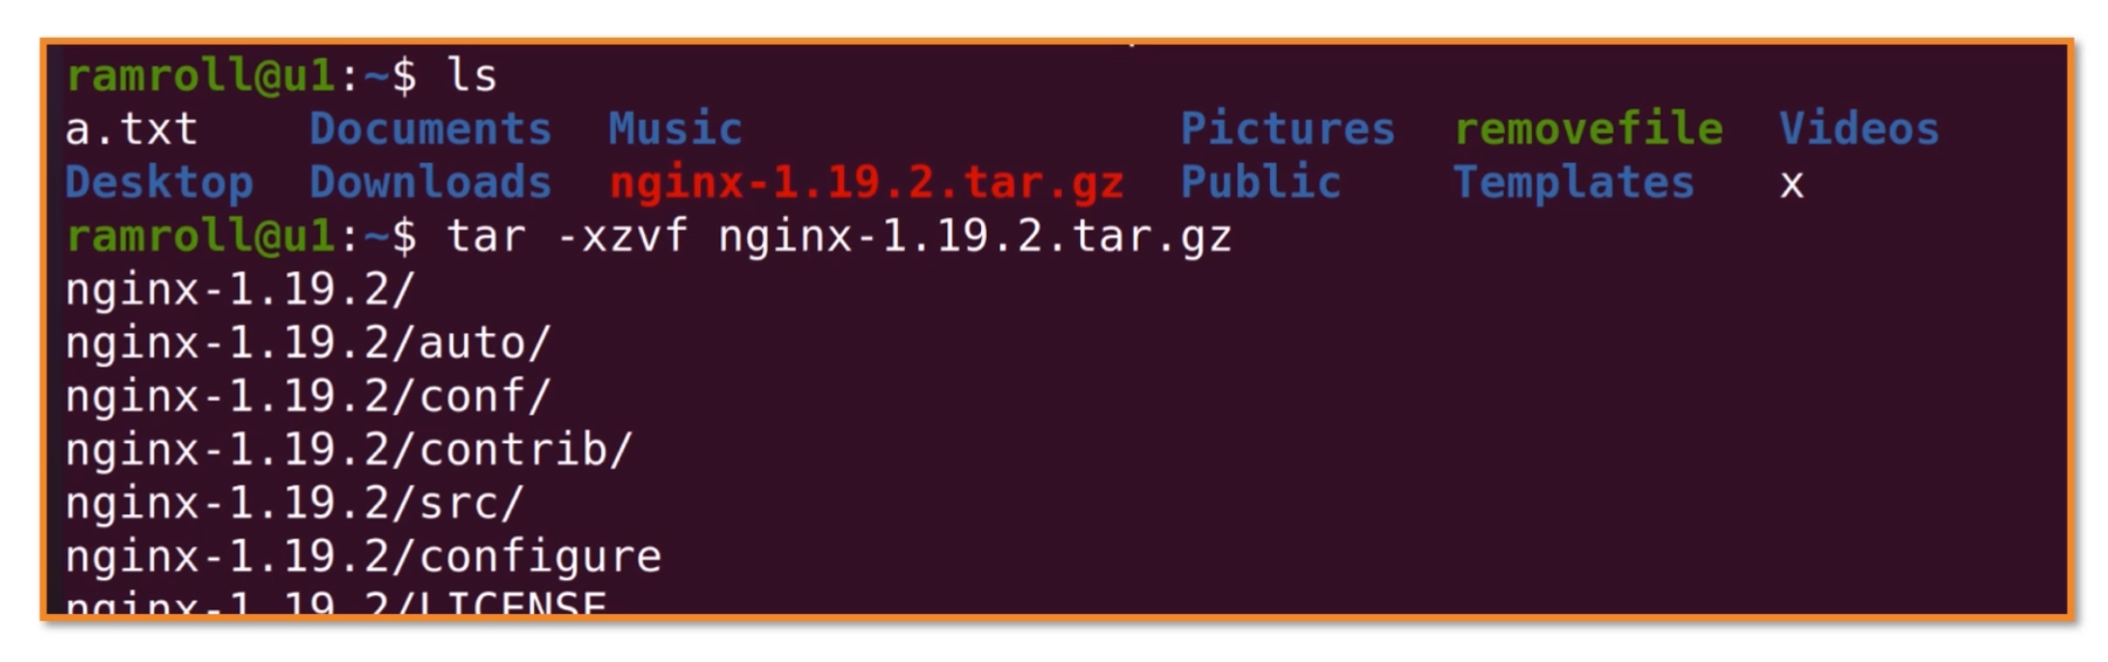 ramroll@u1:~$ ls
a.txt Documents Music Pictures removefile Videos
Desktop Downloads nginx-1.19.2.tar.gz Public Templates x
ramroll@u1:~$ tar -xzvf nginx-1.19.2.tar.gz
nginx-1.19.2/
nginx-1.19.2/auto/
nginx-1.19.2/conf/
nginx-1.19.2/contrib/
nginx-1.19.2/src/
nginx-1.19.2/configure
nginx-1.19.2/LICENSE